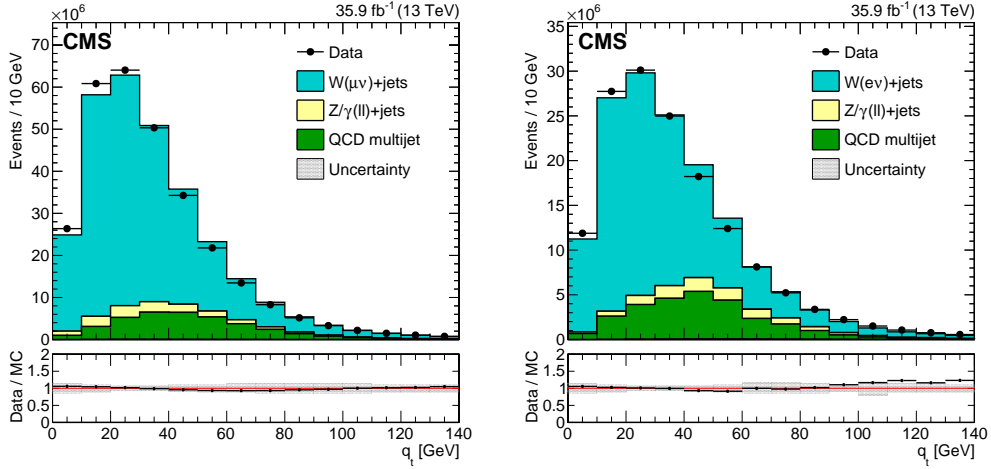 ×10⁶
35.9 fb⁻¹ (13 TeV)
CMS
Events / 10 GeV
70
60
50
40
30
20
10
0
Data
W(μν)+jets
Z/γ(ll)+jets
QCD multijet
Uncertainty
Data / MC
2
1.5
1
0.5
0
0 20 40 60 80 100 120 140
q_t [GeV]
×10⁶
35.9 fb⁻¹ (13 TeV)
CMS
Events / 10 GeV
35
30
25
20
15
10
5
0
Data
W(eν)+jets
Z/γ(ll)+jets
QCD multijet
Uncertainty
Data / MC
2
1.5
1
0.5
0
0 20 40 60 80 100 120 140
q_t [GeV]